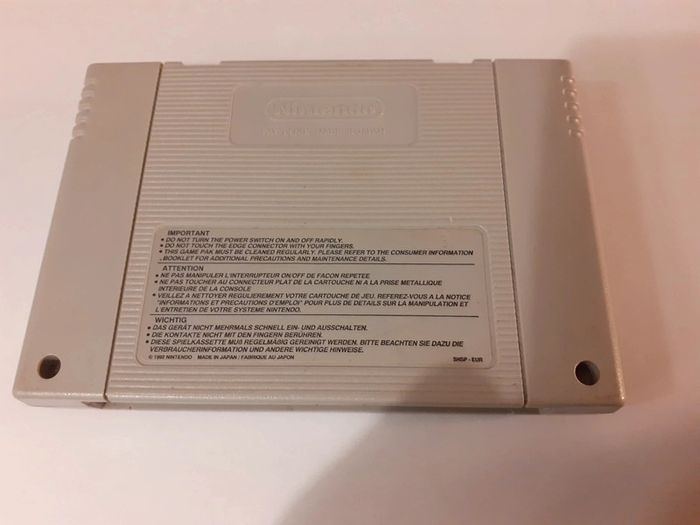 Nintendo
IMPORTANT
• DO NOT TURN THE POWER SWITCH ON AND OFF RAPIDLY.
• DO NOT TOUCH THE EDGE CONNECTOR WITH YOUR FINGERS.
• THIS GAME PAK MUST BE CLEANED REGULARLY. PLEASE REFER TO THE CONSUMER INFORMATION
BOOKLET FOR ADDITIONAL PRECAUTIONS AND MAINTENANCE DETAILS.
ATTENTION
• NE PAS MANIPULER L'INTERRUPTEUR ON/OFF DE FACON REPETEE
• NE PAS TOUCHER AU CONNECTEUR PLAT DE LA CARTOUCHE NI A LA PRISE METALLIQUE
INTERIEURE DE LA CONSOLE
• VEILLEZ A NETTOYER REGULIEREMENT VOTRE CARTOUCHE DE JEU. REFEREZ-VOUS A LA NOTICE
"INFORMATIONS ET PRECAUTIONS D'EMPLOI" POUR PLUS DE DETAILS SUR LA MANIPULATION ET
L'ENTRETIEN DE VOTRE SYSTEME NINTENDO.
WICHTIG
• DAS GERÄT NICHT MEHRMALS SCHNELL EIN- UND AUSSCHALTEN.
• DIE KONTAKTE NICHT MIT DEN FINGERN BERÜHREN.
• DIESE SPIELKASSETTE MUß REGELMÄßIG GEREINIGT WERDEN. BITTE BEACHTEN SIE DAZU DIE
VERBRAUCHERINFORMATION UND ANDERE WICHTIGE HINWEISE.
© 1992 NINTENDO MADE IN JAPAN / FABRIQUE AU JAPON SHSP - EUR